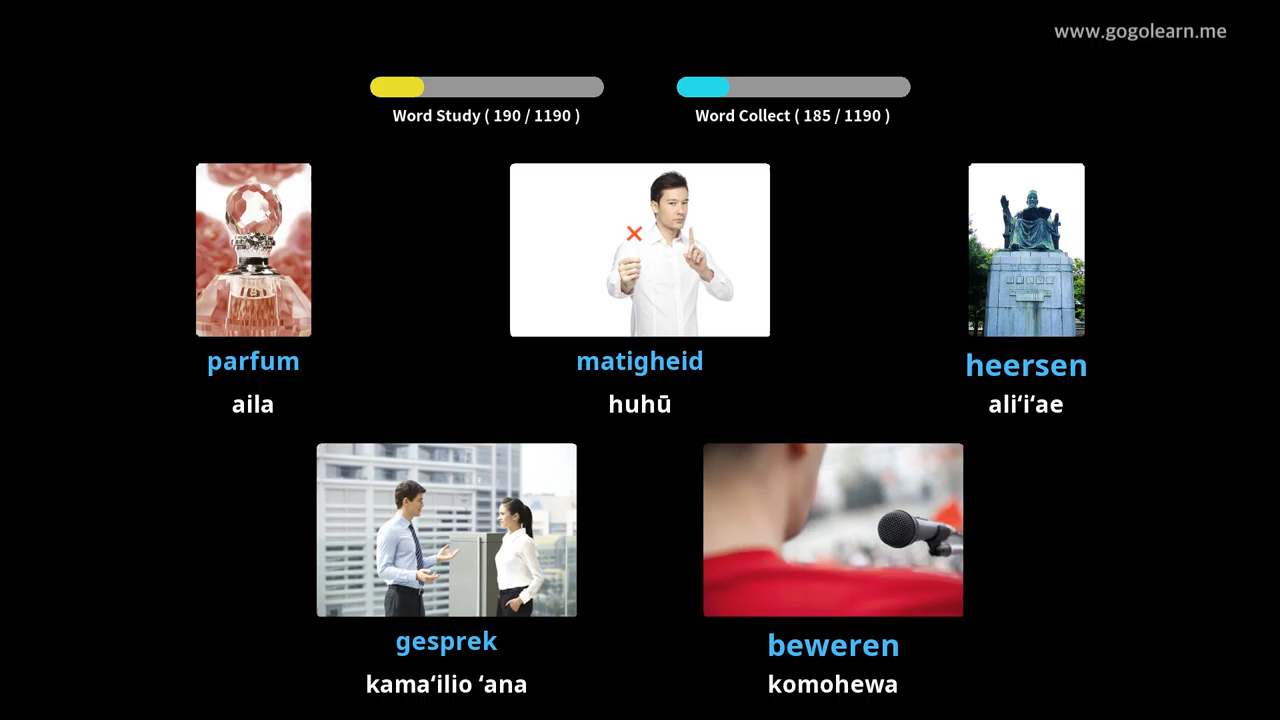 www.gogolearn.me
Word Study ( 190 / 1190 )
Word Collect ( 185 / 1190 )
parfum
aila
matigheid
huhū
heersen
aliʻiʻae
gesprek
kamaʻilio ʻana
beweren
komohewa